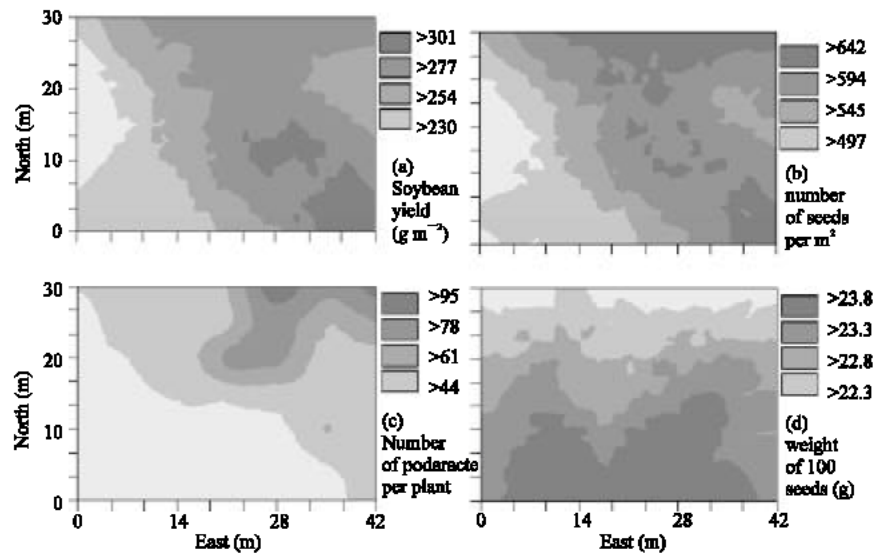 30
20
10
0
North (m)
>301
>277
>254
>230
(a)
Soybean
yield
(g m⁻²)
>642
>594
>545
>497
(b)
number
of seeds
per m²
30
20
10
0
North (m)
0
14
28
42
East (m)
>95
>78
>61
>44
(c)
Number
of podaracte
per plant
0
14
28
42
East (m)
>23.8
>23.3
>22.8
>22.3
(d)
weight
of 100
seeds (g)